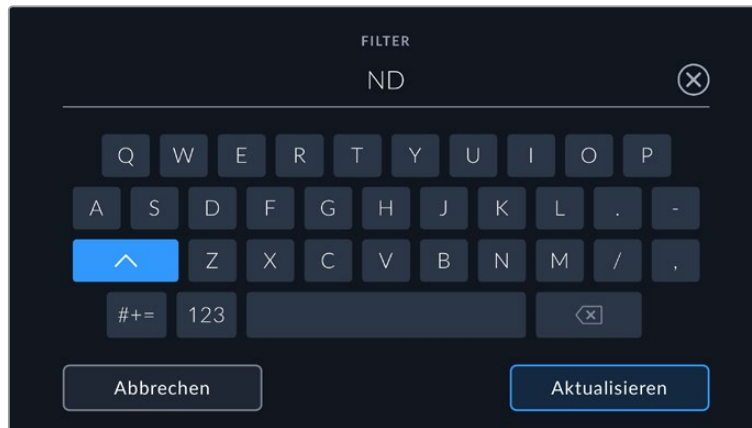 FILTER
ND
Q W E R T Y U I O P
A S D F G H J K L . -
Z X C V B N M / ,
#+= 123
Abbrechen Aktualisieren